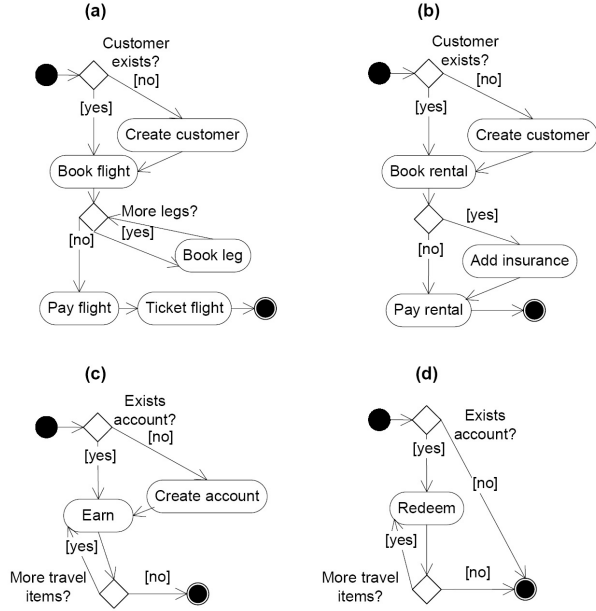 (a)
Customer
exists?
[no]
[yes]
Create customer
Book flight
More legs?
[no]
[yes]
Book leg
Pay flight
Ticket flight
(b)
Customer
exists?
[no]
[yes]
Create customer
Book rental
[yes]
[no]
Add insurance
Pay rental
(c)
Exists
account?
[no]
[yes]
Create account
Earn
[yes]
More travel
items?
[no]
(d)
Exists
account?
[yes]
[no]
Redeem
[yes]
More travel
items?
[no]